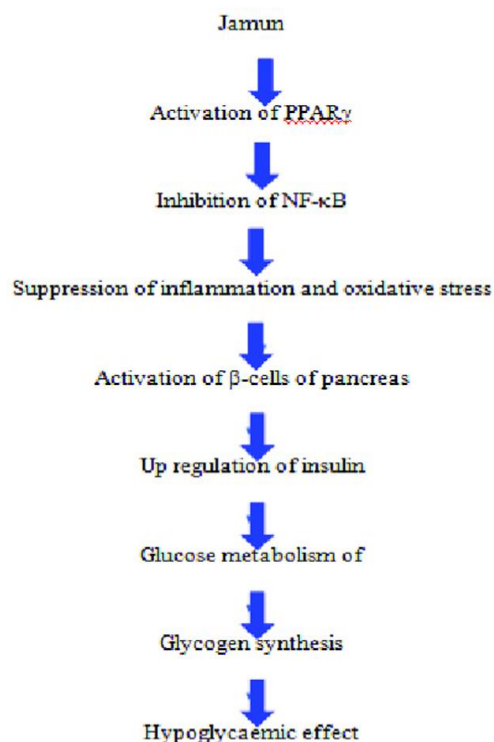 Jamun
Activation of PPARγ
Inhibition of NF-κB
Suppression of inflammation and oxidative stress
Activation of β-cells of pancreas
Up regulation of insulin
Glucose metabolism of
Glycogen synthesis
Hypoglycaemic effect